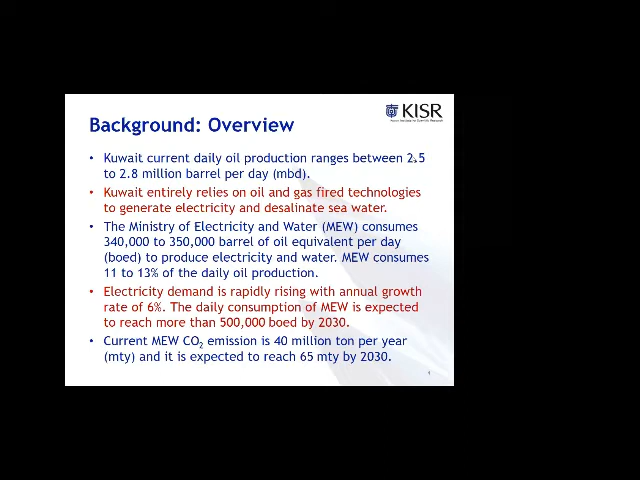 KISR
Background: Overview
• Kuwait current daily oil production ranges between 2.5
to 2.8 million barrel per day (mbd).
• Kuwait entirely relies on oil and gas fired technologies
to generate electricity and desalinate sea water.
• The Ministry of Electricity and Water (MEW) consumes
340,000 to 350,000 barrel of oil equivalent per day
(boed) to produce electricity and water. MEW consumes
11 to 13% of the daily oil production.
• Electricity demand is rapidly rising with annual growth
rate of 6%. The daily consumption of MEW is expected
to reach more than 500,000 boed by 2030.
• Current MEW CO₂ emission is 40 million ton per year
(mty) and it is expected to reach 65 mty by 2030.